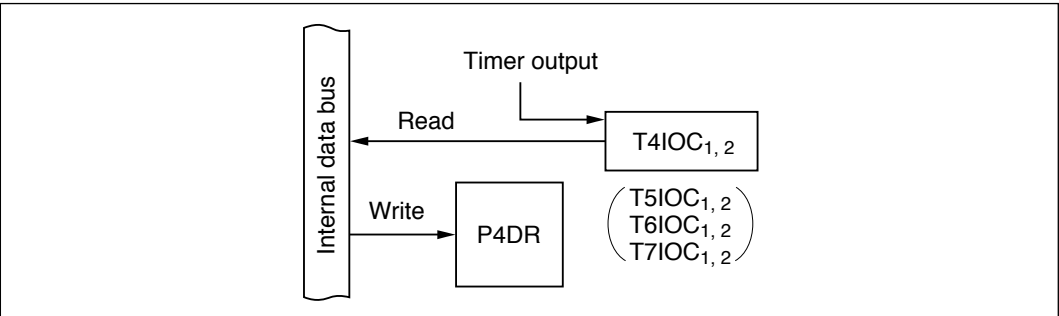 Timer output
Internal data bus
Read
T4IOC1, 2
Write
P4DR
T5IOC1, 2
T6IOC1, 2
T7IOC1, 2